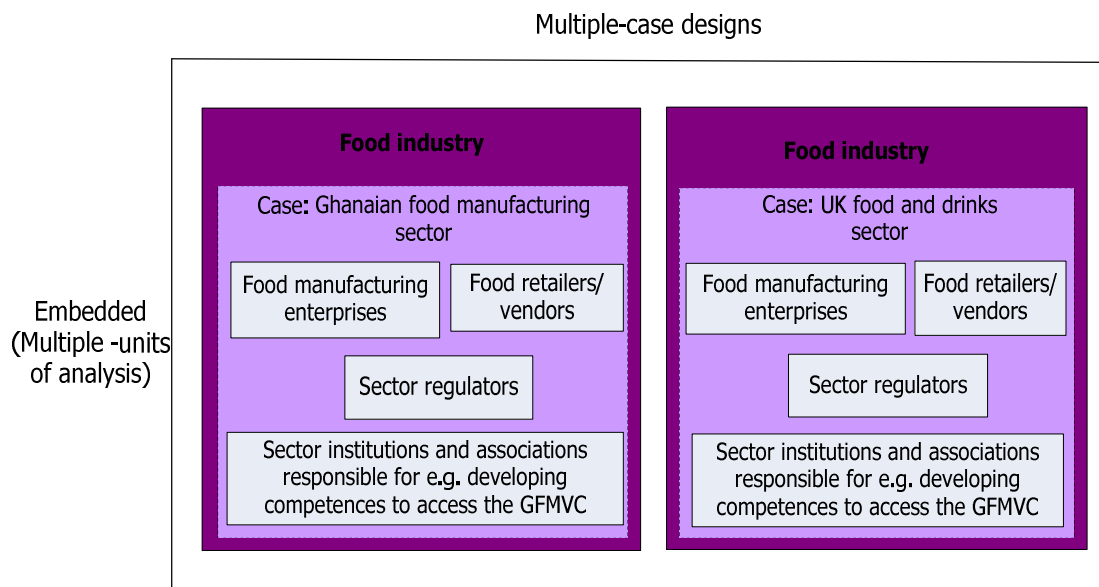 Multiple-case designs
Embedded
(Multiple -units
of analysis)
Food industry
Case: Ghanaian food manufacturing
sector
Food manufacturing
enterprises
Food retailers/
vendors
Sector regulators
Sector institutions and associations
responsible for e.g. developing
competences to access the GFMVC
Food industry
Case: UK food and drinks
sector
Food manufacturing
enterprises
Food retailers/
vendors
Sector regulators
Sector institutions and associations
responsible for e.g. developing
competences to access the GFMVC